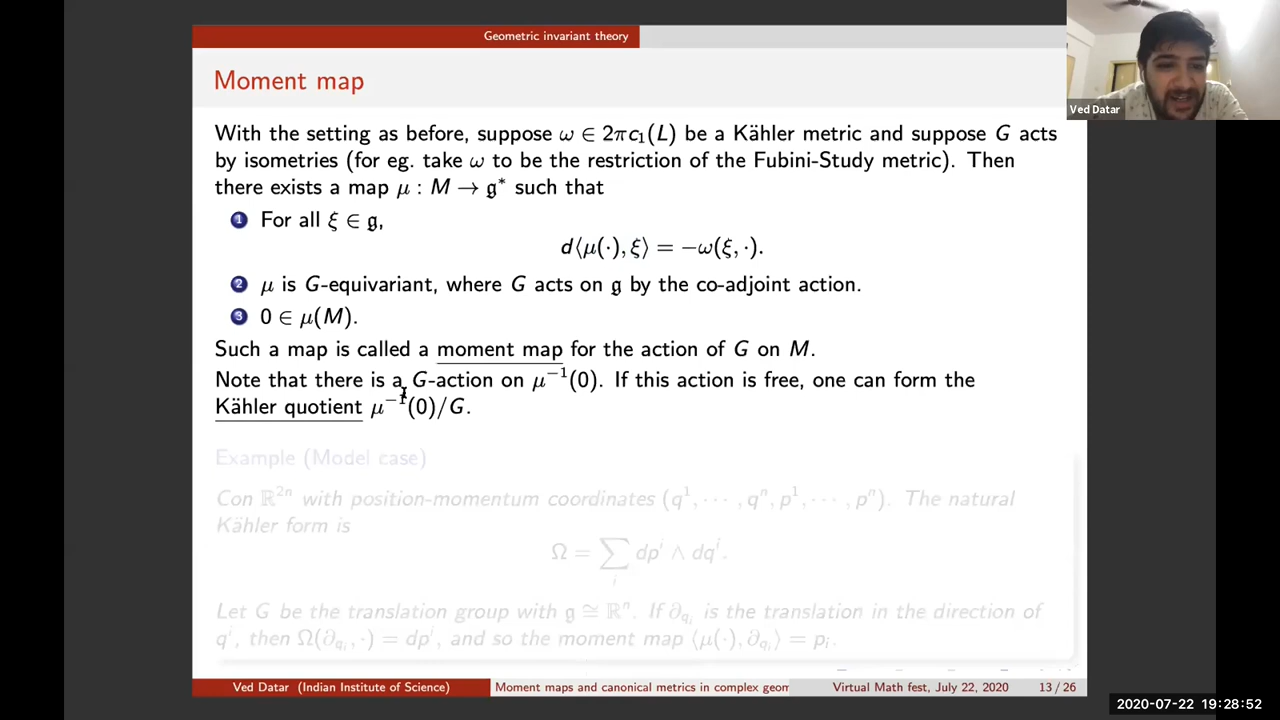 Geometric invariant theory
Moment map
With the setting as before, suppose ω ∈ 2πc₁(L) be a Kähler metric and suppose G acts
by isometries (for eg. take ω to be the restriction of the Fubini-Study metric). Then
there exists a map μ : M → 𝔤* such that
1 For all ξ ∈ 𝔤,
d⟨μ(·), ξ⟩ = −ω(ξ, ·).
2 μ is G-equivariant, where G acts on 𝔤 by the co-adjoint action.
3 0 ∈ μ(M).
Such a map is called a moment map for the action of G on M.
Note that there is a G-action on μ⁻¹(0). If this action is free, one can form the
Kähler quotient μ⁻¹(0)/G.
Example (Model case)
Con ℝ²ⁿ with position-momentum coordinates (q¹, ⋯ , qⁿ, p¹, ⋯ , pⁿ). The natural
Kähler form is
Ω = ∑ᵢ dpⁱ ∧ dqⁱ.
Let G be the translation group with 𝔤 ≅ ℝⁿ. If ∂_{qᵢ} is the translation in the direction of
qⁱ, then Ω(∂_{qᵢ}, ·) = dpⁱ, and so the moment map ⟨μ(·), ∂_{qᵢ}⟩ = pᵢ.
Ved Datar (Indian Institute of Science)
Moment maps and canonical metrics in complex geom
Virtual Math fest, July 22, 2020
13 / 26
Ved Datar
2020-07-22 19:28:52